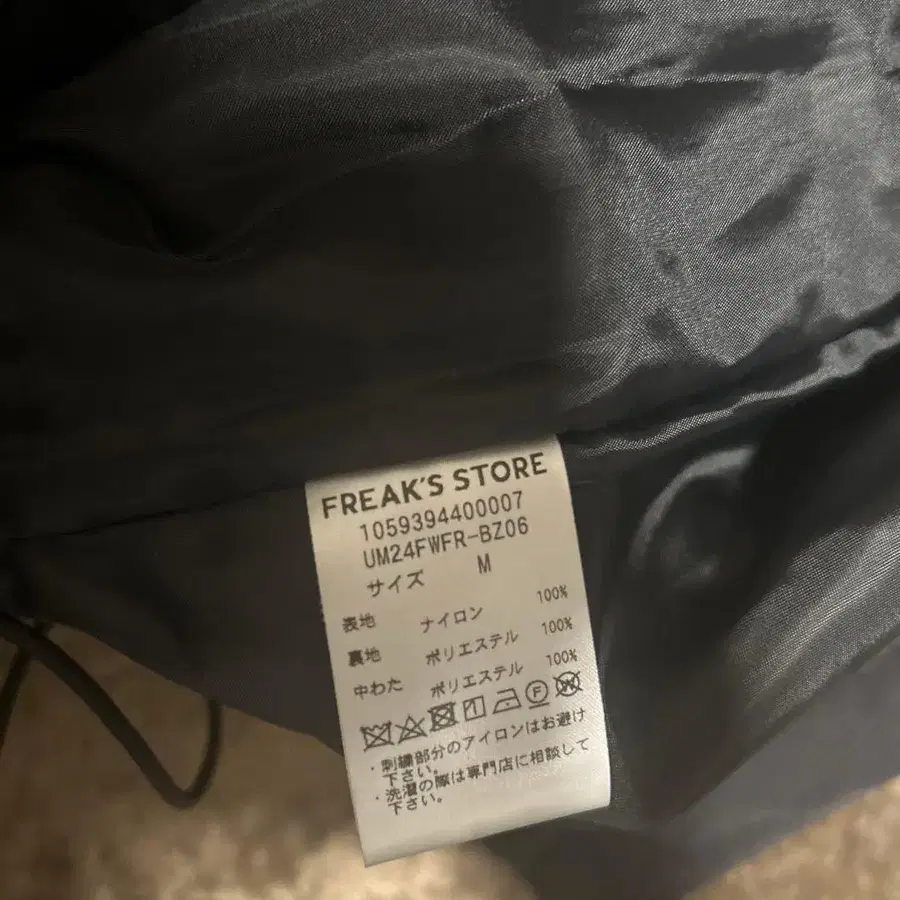 FREAK'S STORE
1059394400007
UM24FWFR-BZ06
サイズ M
表地 ナイロン 100%
裏地 ポリエステル 100%
中わた ポリエステル 100%
・刺繍部分のアイロンはお避け
下さい。
・洗濯の際は専門店に相談して
下さい。